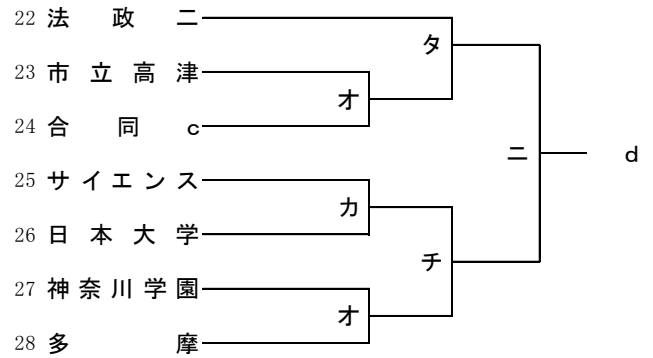 22 法政二
タ
23 市立高津
オ
24 合同c
ニ d
25 サイエンス
カ
26 日本大学
チ
27 神奈川学園
オ
28 多摩